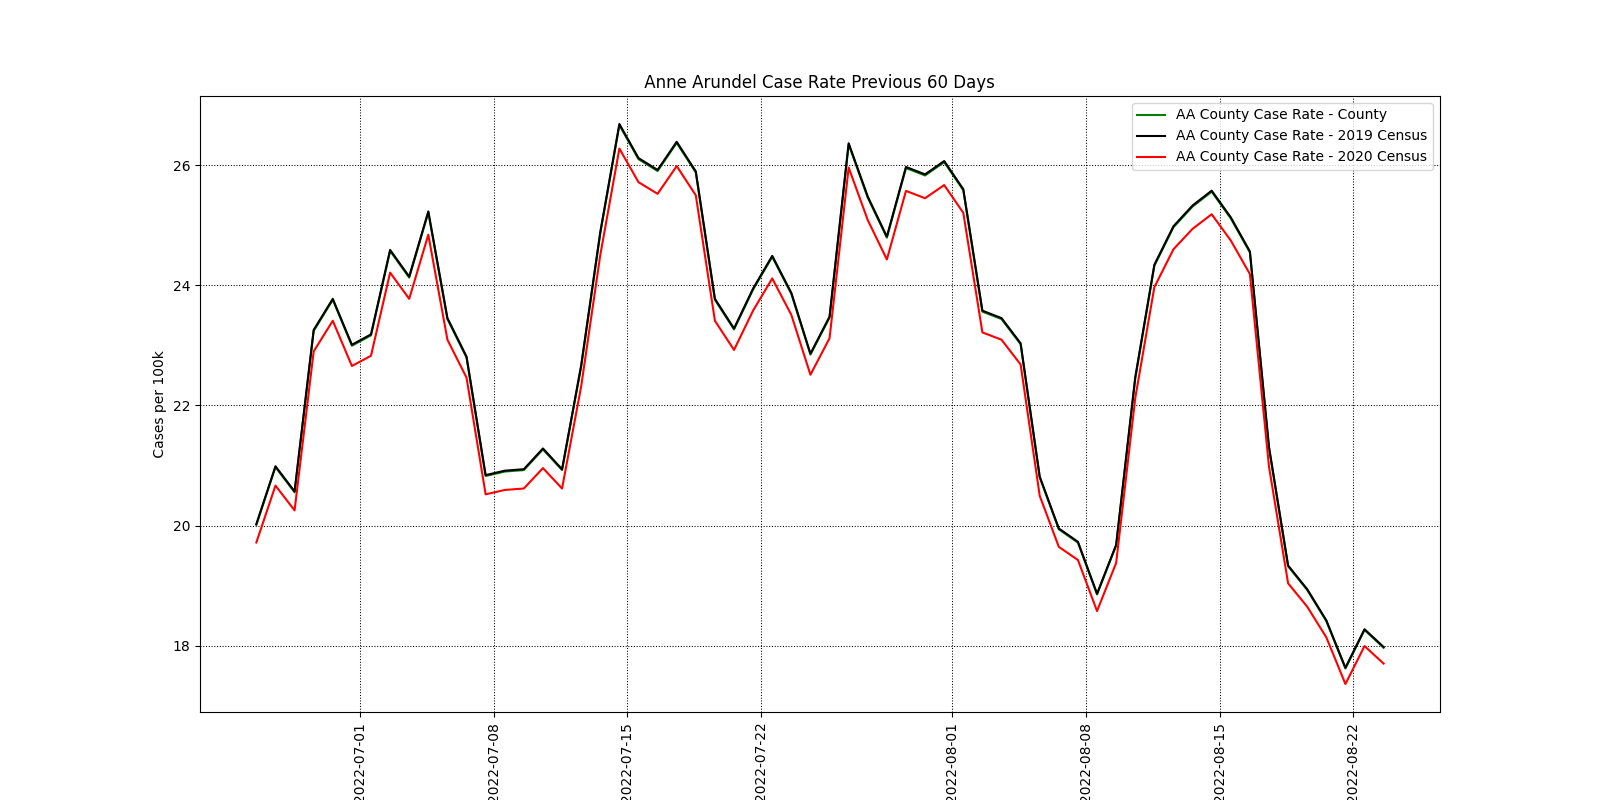 Anne Arundel Case Rate Previous 60 Days
AA County Case Rate - County
AA County Case Rate - 2019 Census
AA County Case Rate - 2020 Census
Cases per 100k
26
24
22
20
18
2022-07-01
2022-07-08
2022-07-15
2022-07-22
2022-08-01
2022-08-08
2022-08-15
2022-08-22